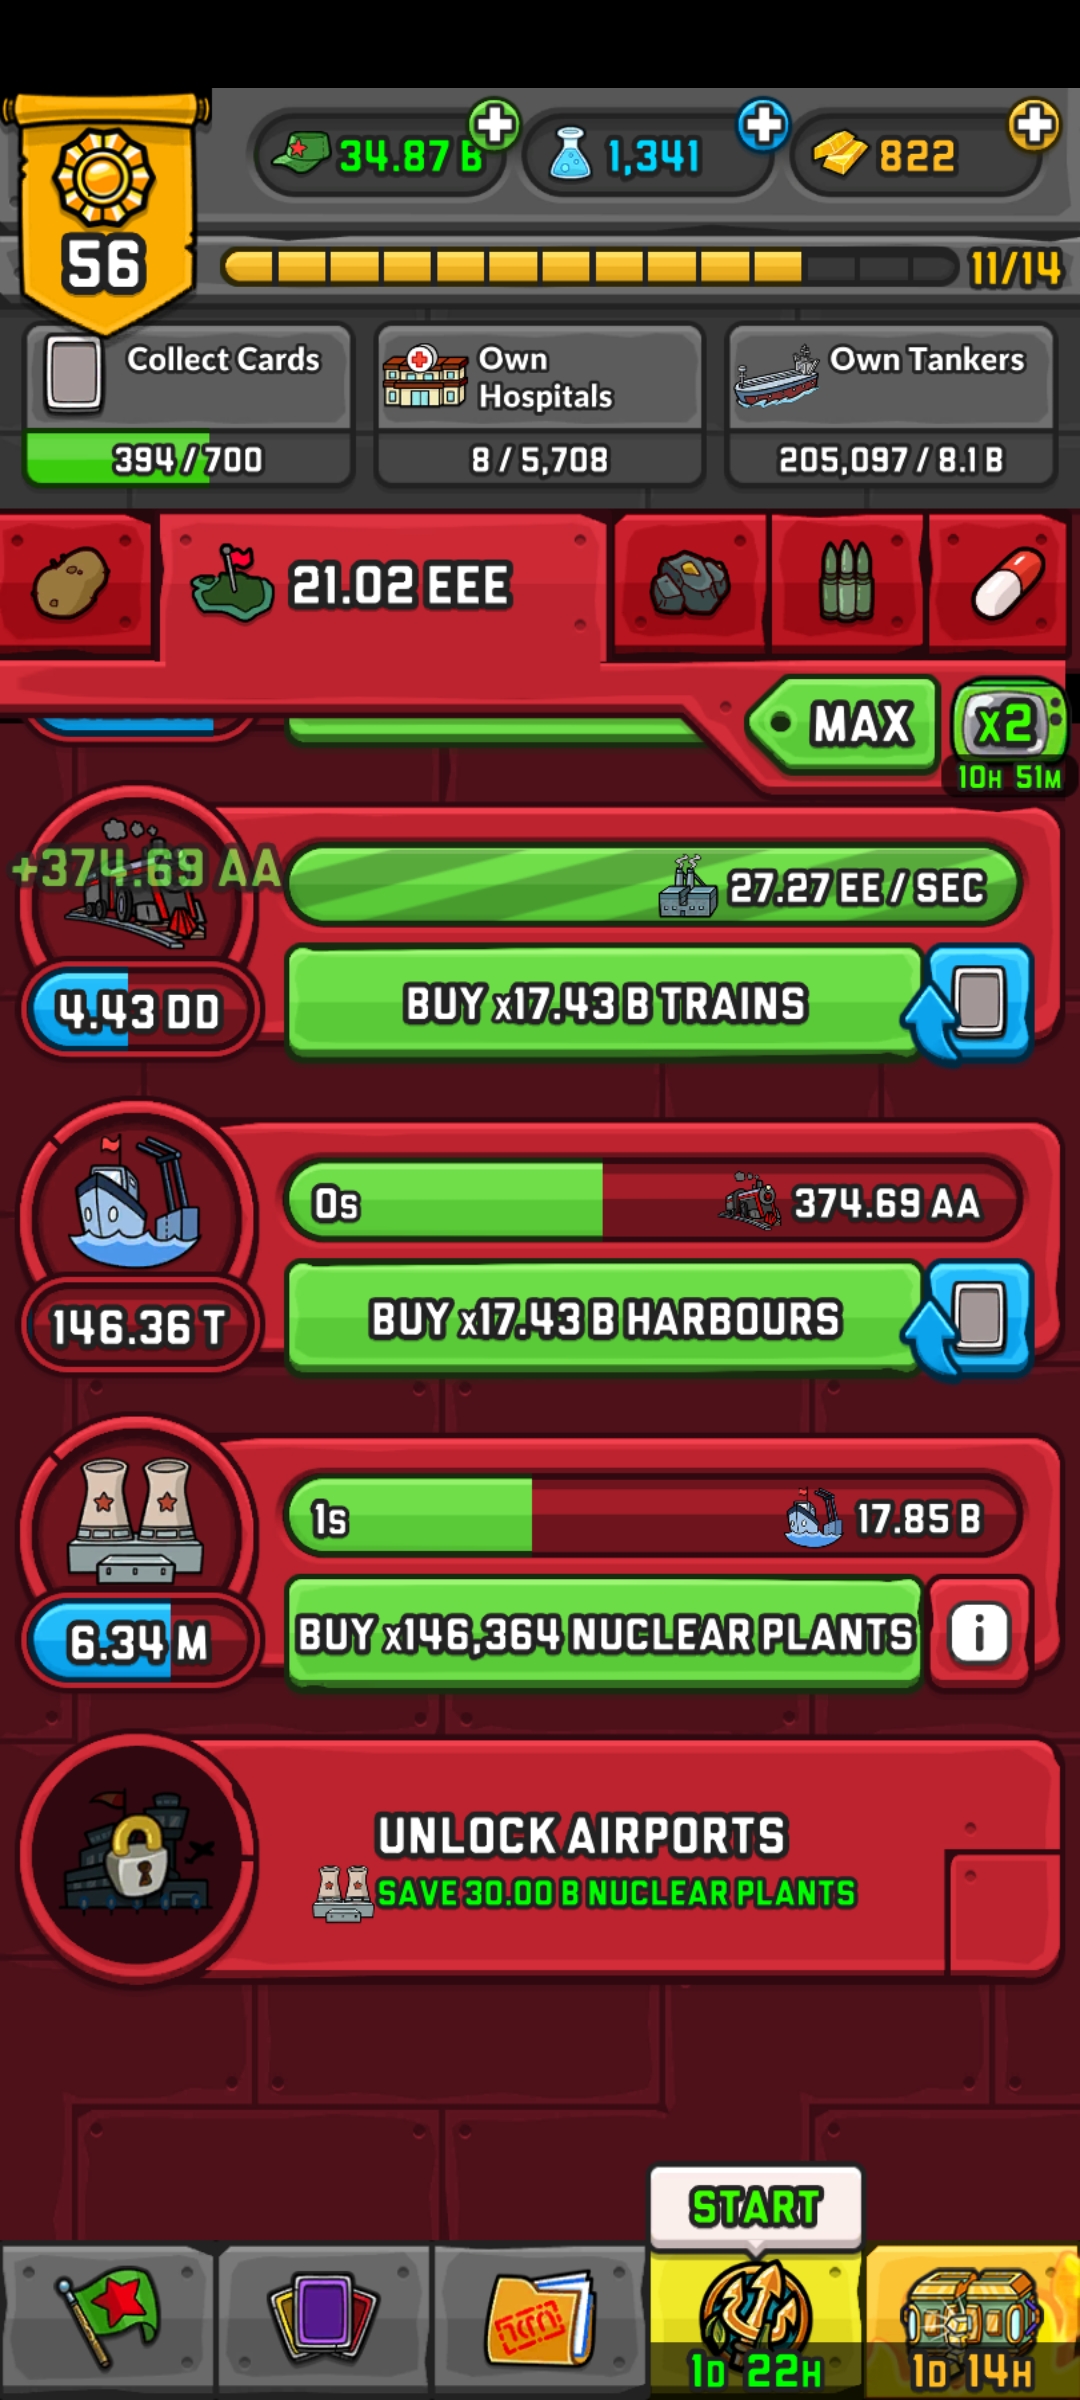 34.87 B
1,341
822
56
11/14
Collect Cards
394/700
Own
Hospitals
8/5,708
Own Tankers
205,097/8.1 B
21.02 EEE
MAX
x2
10H 51M
+374.69 AA
27.27 EE/SEC
4.43 DD
BUY x17.43 B TRAINS
0s
374.69 AA
146.36 T
BUY x17.43 B HARBOURS
1s
17.85 B
6.34 M
BUY x146,364 NUCLEAR PLANTS
i
UNLOCK AIRPORTS
SAVE 30.00 B NUCLEAR PLANTS
START
1D 22H
1D 14H